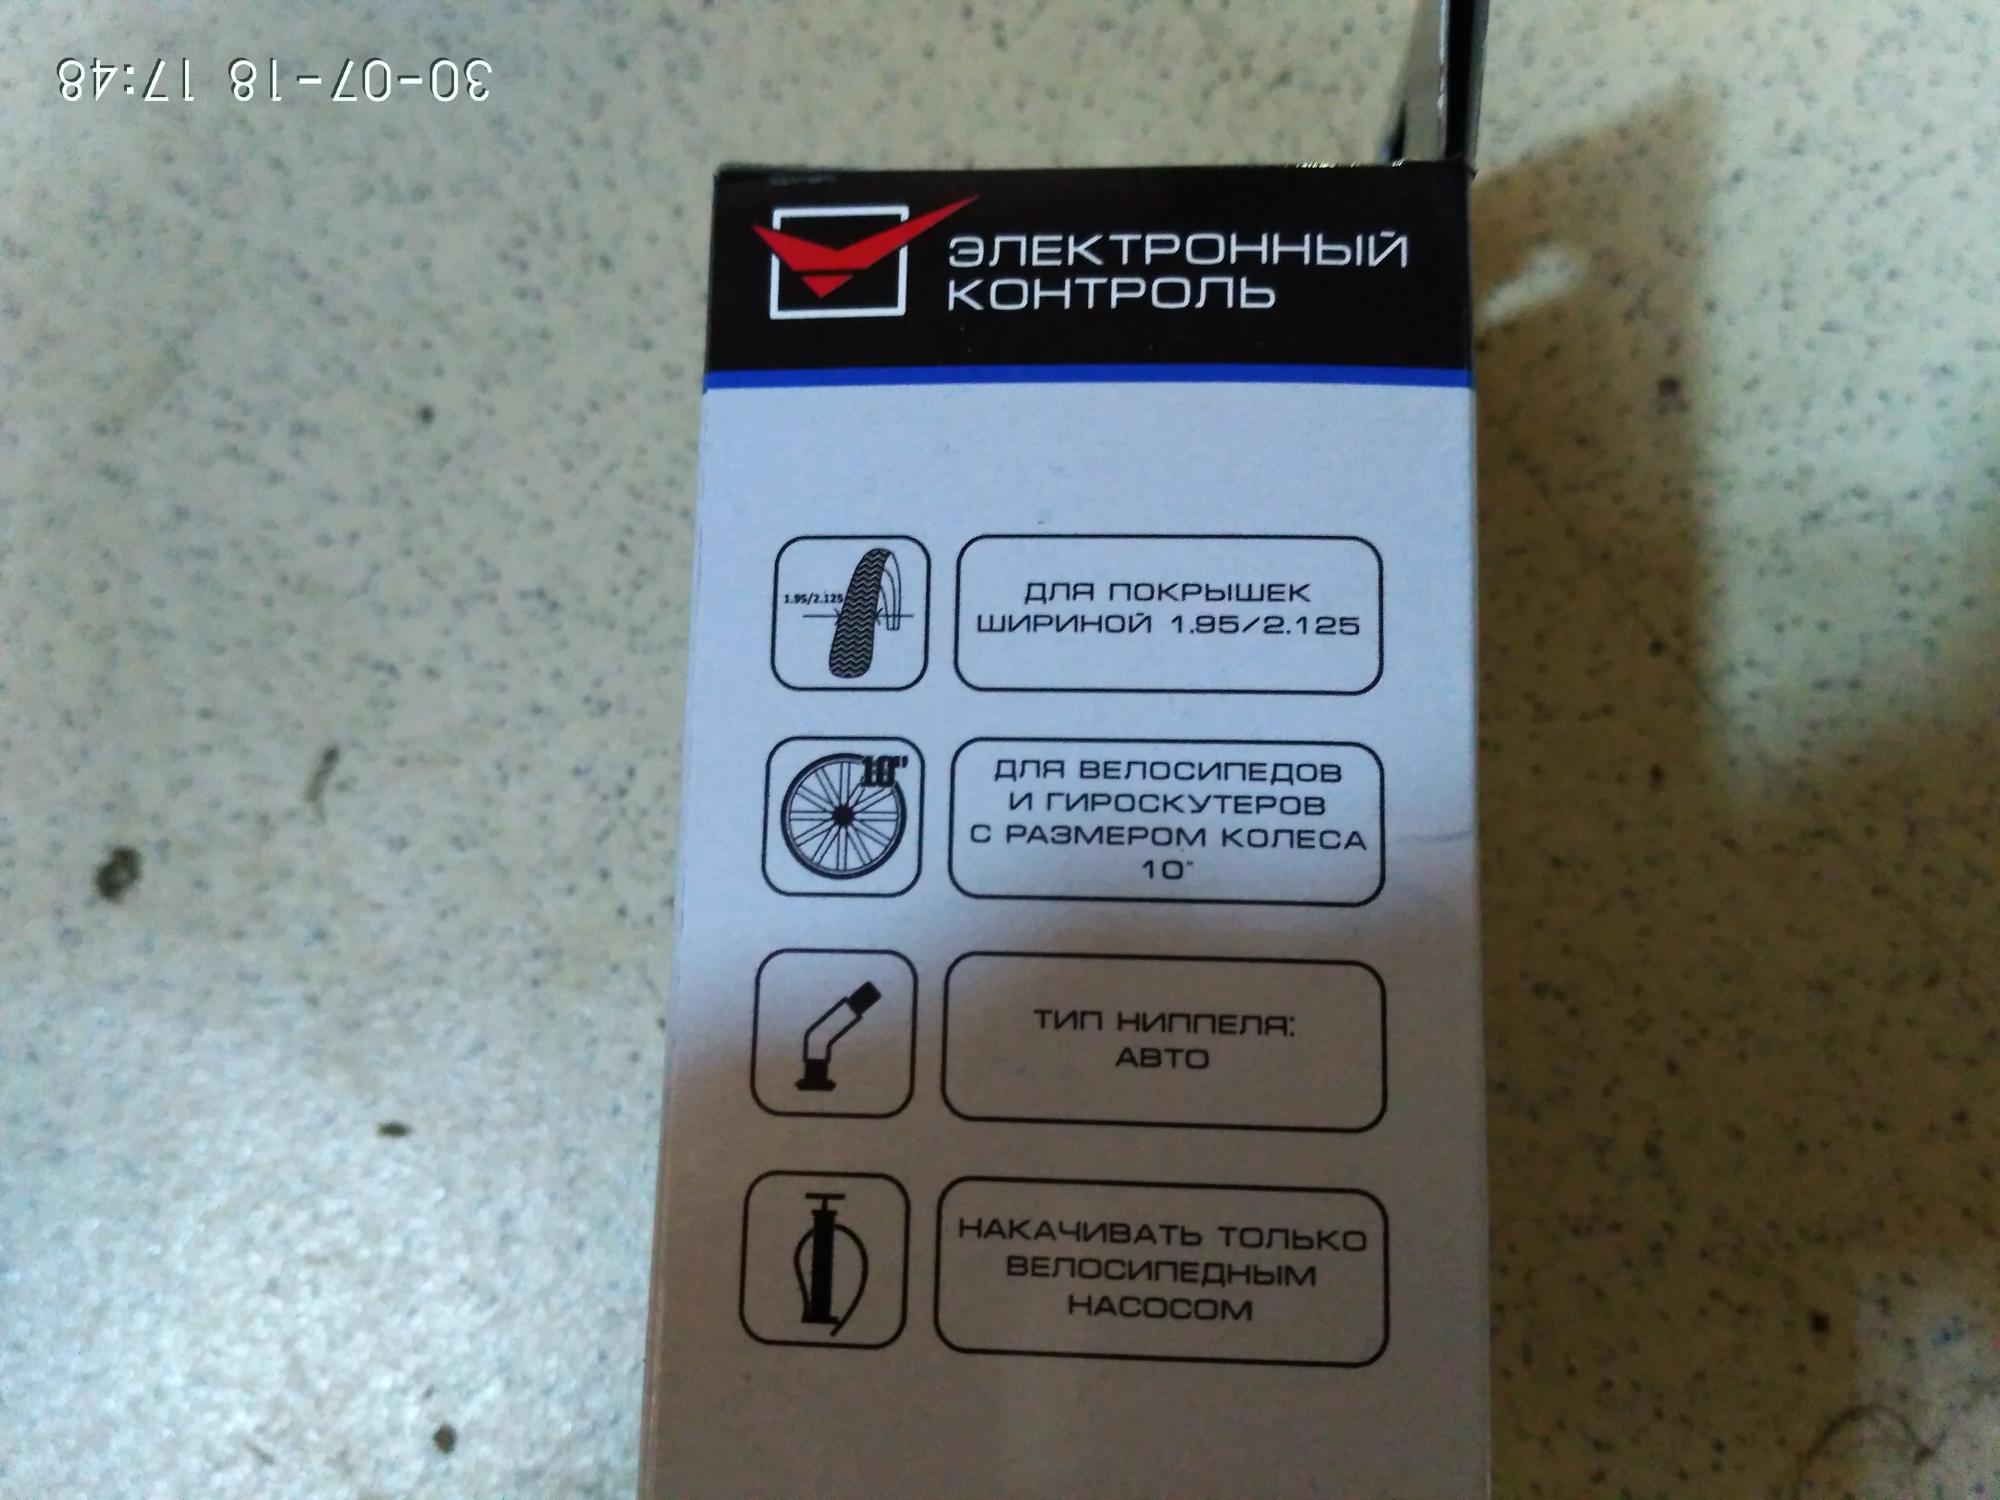 30-07-18 17:48
ЭЛЕКТРОННЫЙ
КОНТРОЛЬ
1.95/2.125
ДЛЯ ПОКРЫШЕК
ШИРИНОЙ 1.95/2.125
10"
ДЛЯ ВЕЛОСИПЕДОВ
И ГИРОСКУТЕРОВ
С РАЗМЕРОМ КОЛЕСА
10"
ТИП НИППЕЛЯ:
АВТО
НАКАЧИВАТЬ ТОЛЬКО
ВЕЛОСИПЕДНЫМ
НАСОСОМ